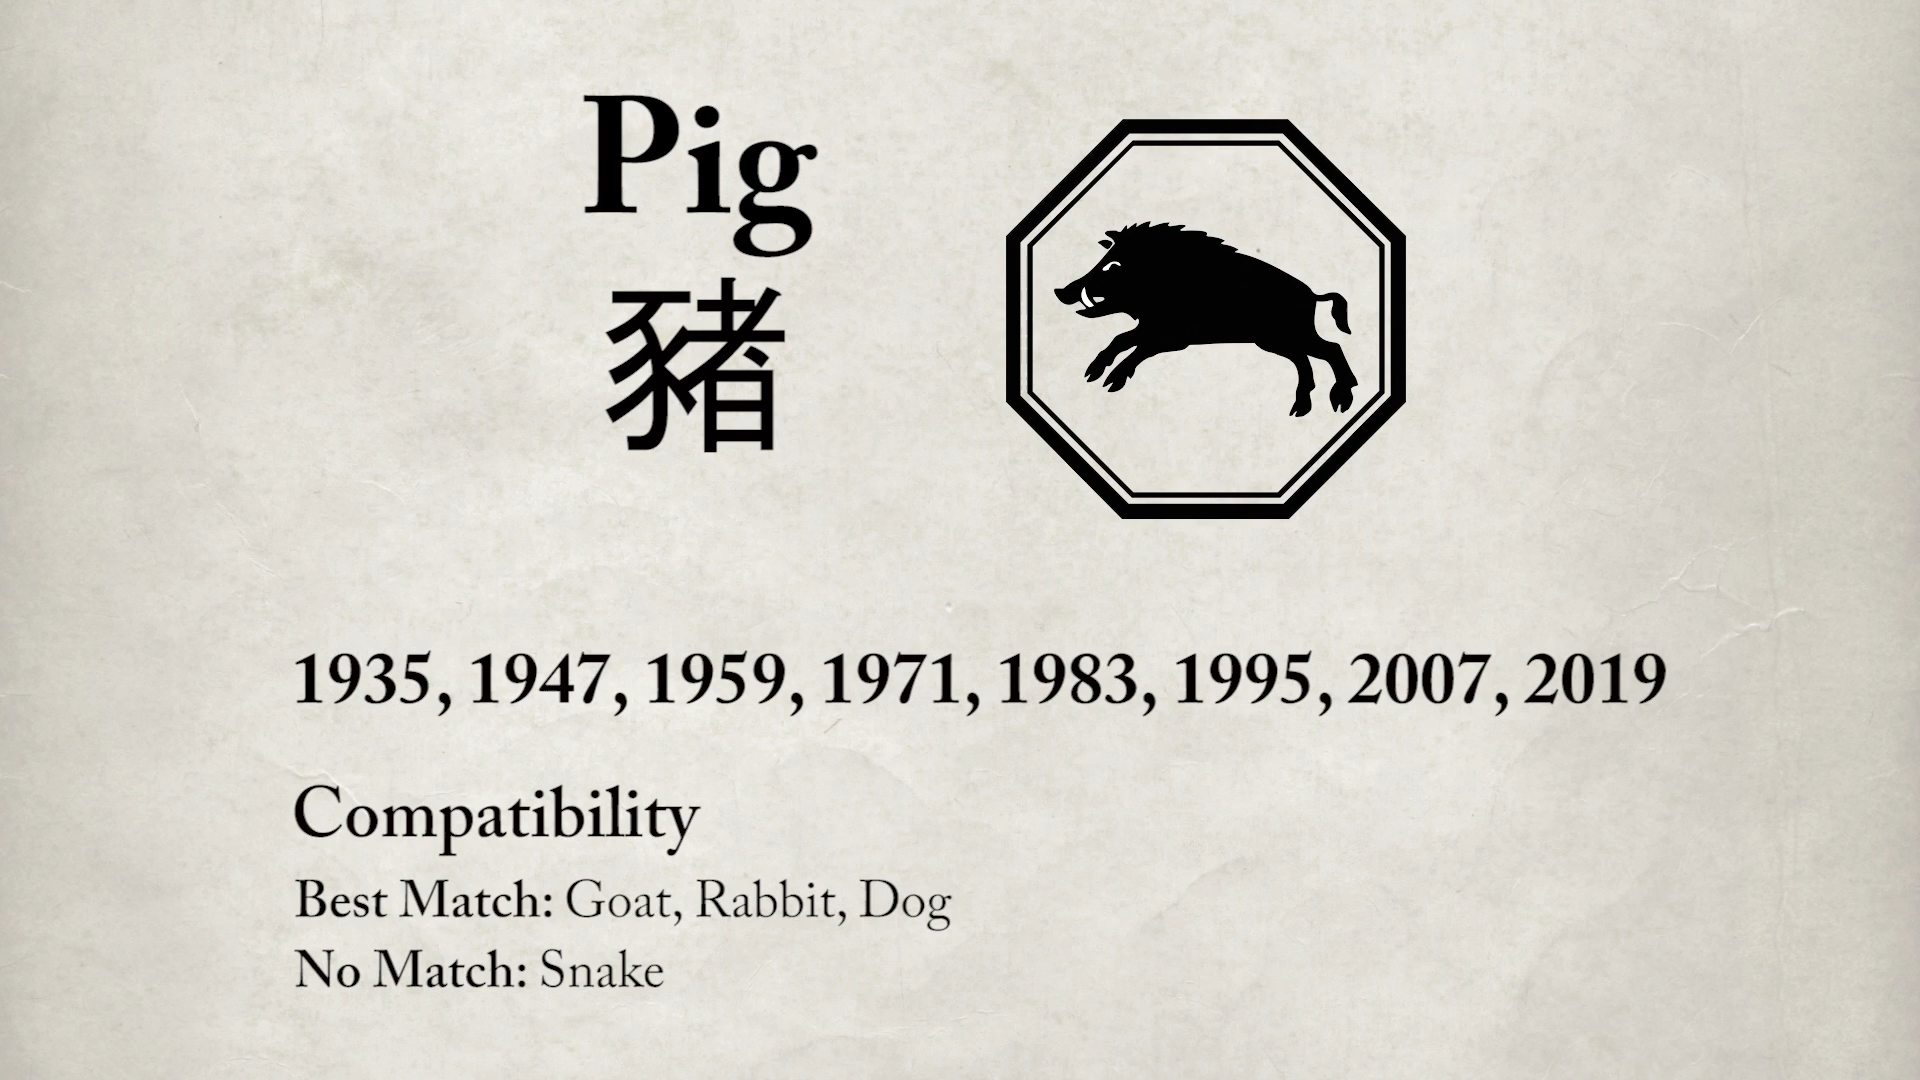 Pig
豬
1935, 1947, 1959, 1971, 1983, 1995, 2007, 2019
Compatibility
Best Match: Goat, Rabbit, Dog
No Match: Snake